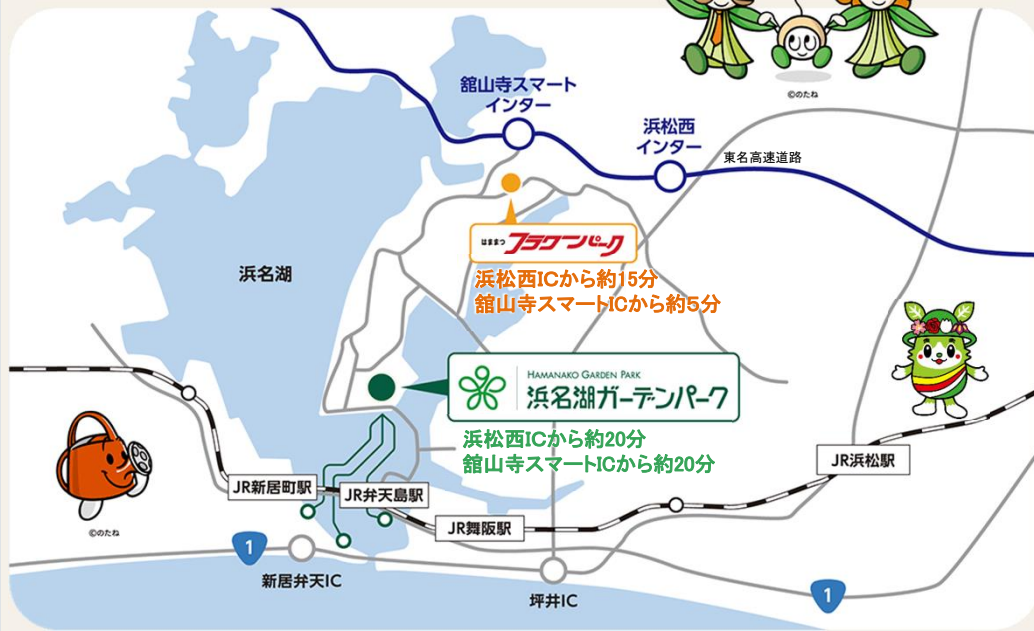 ©のたね
舘山寺スマート
インター
浜松西
インター
東名高速道路
はままつ フラワーパーク
浜松西ICから約15分
舘山寺スマートICから約5分
浜名湖
HAMANAKO GARDEN PARK
浜名湖ガーデンパーク
浜松西ICから約20分
舘山寺スマートICから約20分
JR浜松駅
JR新居町駅
JR弁天島駅
JR舞阪駅
©のたね
1
新居弁天IC
坪井IC
1